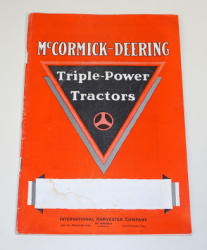 McCORMICK-DEERING
Triple-Power
Tractors
INTERNATIONAL HARVESTER COMPANY